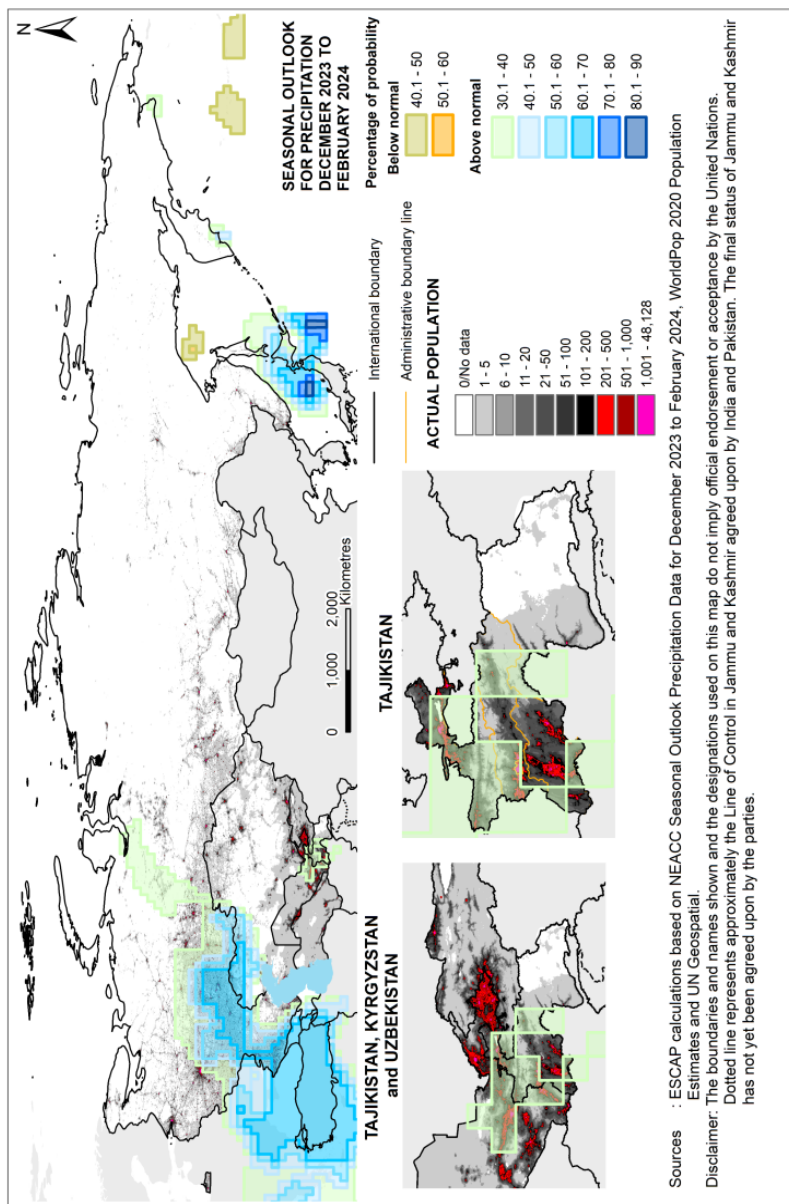 N
SEASONAL OUTLOOK
FOR PRECIPITATION
DECEMBER 2023 TO
FEBRUARY 2024
Percentage of probability
Below normal
40.1 - 50
50.1 - 60
Above normal
30.1 - 40
40.1 - 50
50.1 - 60
60.1 - 70
70.1 - 80
80.1 - 90
International boundary
Administrative boundary line
ACTUAL POPULATION
0/No data
1 - 5
6 - 10
11 - 20
21 -50
51 - 100
101 - 200
201 - 500
501 - 1,000
1,001 - 48,128
0 1,000 2,000
Kilometres
TAJIKISTAN, KYRGYZSTAN
and UZBEKISTAN
TAJIKISTAN
Sources : ESCAP calculations based on NEACC Seasonal Outlook Precipitation Data for December 2023 to February 2024, WorldPop 2020 Population
Estimates and UN Geospatial.
Disclaimer: The boundaries and names shown and the designations used on this map do not imply official endorsement or acceptance by the United Nations.
Dotted line represents approximately the Line of Control in Jammu and Kashmir agreed upon by India and Pakistan. The final status of Jammu and Kashmir
has not yet been agreed upon by the parties.